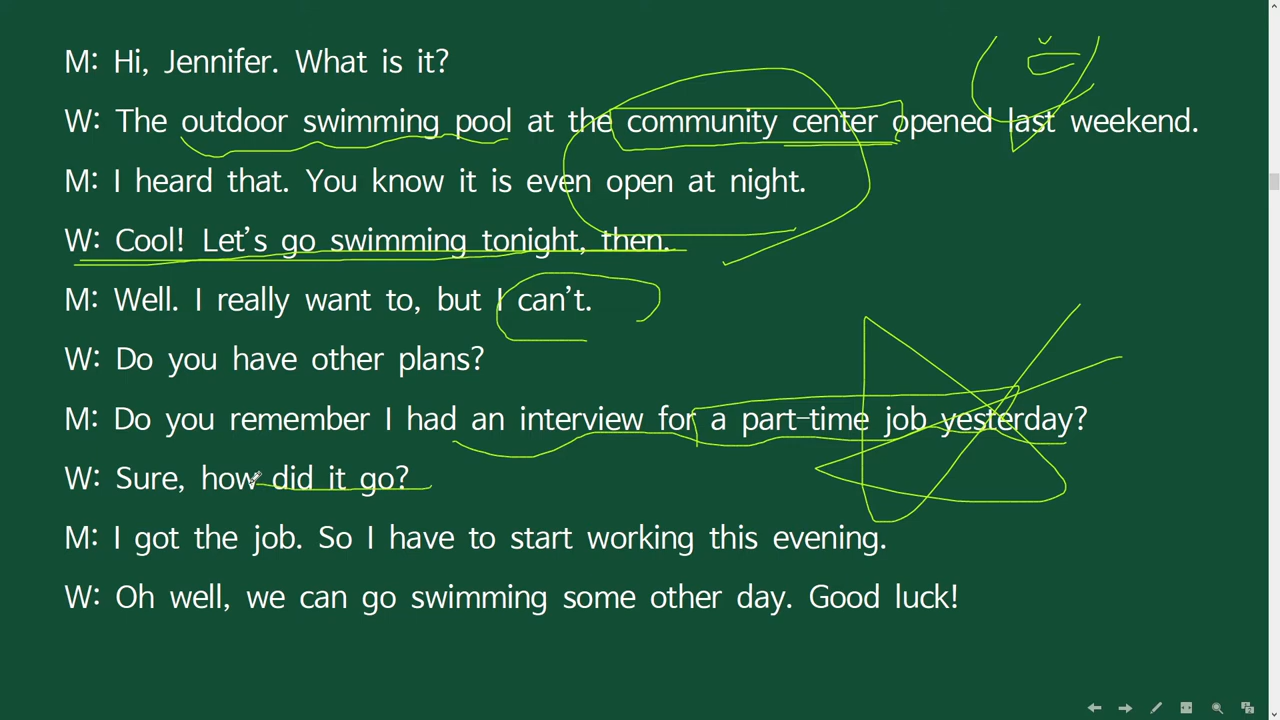 M: Hi, Jennifer. What is it?
W: The outdoor swimming pool at the community center opened last weekend.
M: I heard that. You know it is even open at night.
W: Cool! Let's go swimming tonight, then.
M: Well. I really want to, but I can't.
W: Do you have other plans?
M: Do you remember I had an interview for a part-time job yesterday?
W: Sure, how did it go?
M: I got the job. So I have to start working this evening.
W: Oh well, we can go swimming some other day. Good luck!